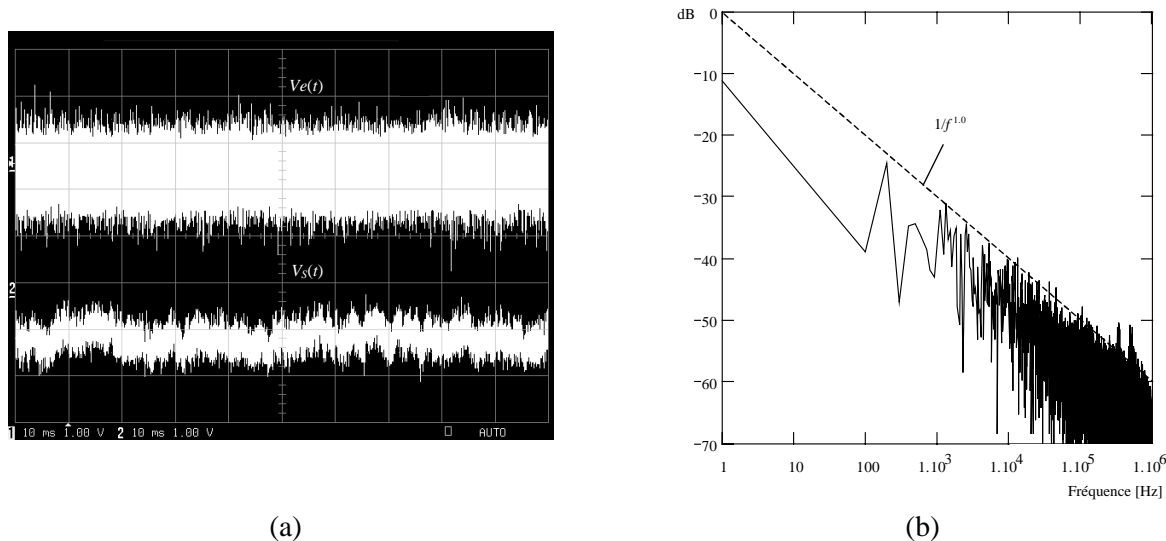 Ve(t)
1
V_S(t)
2
1 10 ms 1.00 V 2 10 ms 1.00 V AUTO
(a)
dB
0
−10
−20
−30
−40
−50
−60
−70
1/f^1.0
1 10 100 1.10^3 1.10^4 1.10^5 1.10^6
Fréquence [Hz]
(b)